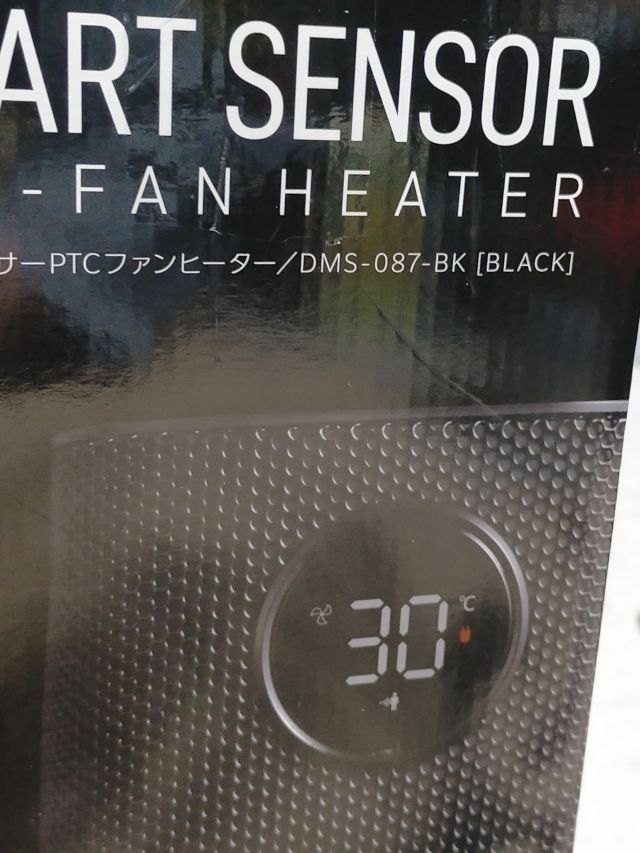 ART SENSOR
-FAN HEATER
サーPTCファンヒーター/DMS-087-BK [BLACK]
30 ℃